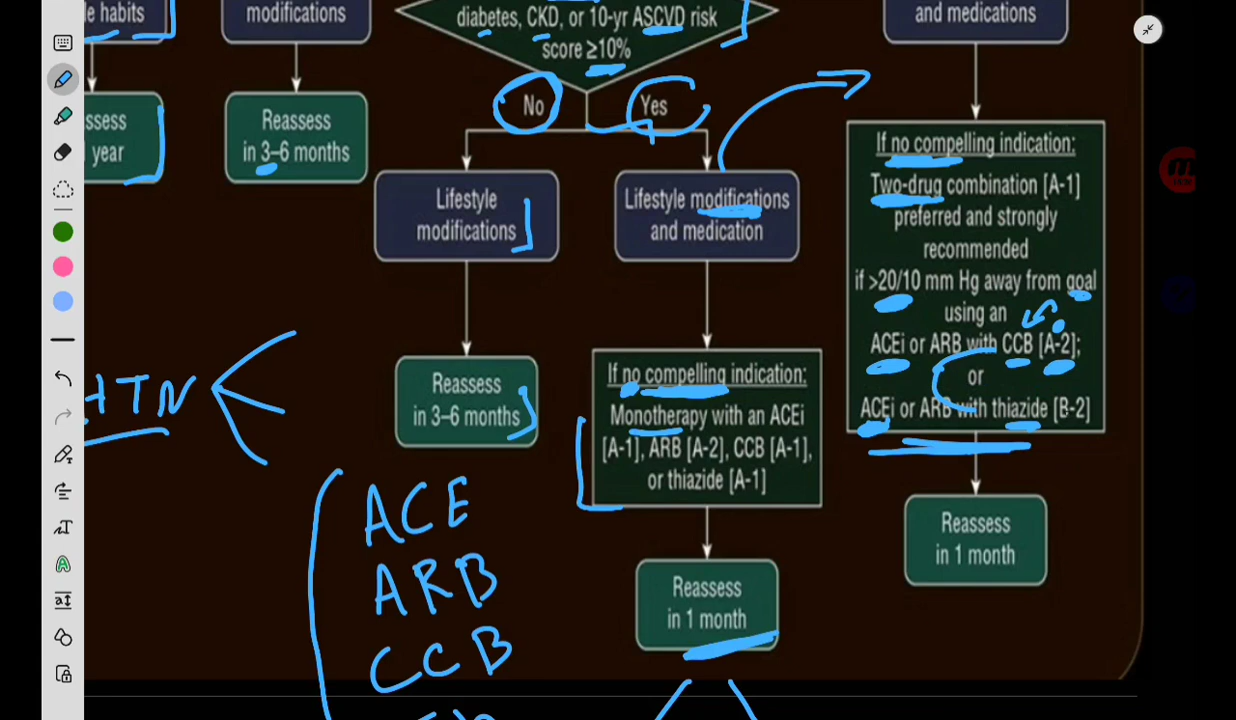 le habits
modifications
diabetes, CKD, or 10-yr ASCVD risk
score ≥10%
and medications
No
Yes
ssess
year
Reassess
in 3–6 months
Lifestyle
modifications
Lifestyle modifications
and medication
If no compelling indication:
Two-drug combination [A-1]
preferred and strongly
recommended
if >20/10 mm Hg away from goal
using an
ACEi or ARB with CCB [A-2];
or
ACEi or ARB with thiazide [B-2]
HTN
Reassess
in 3–6 months
If no compelling indication:
Monotherapy with an ACEi
[A-1], ARB [A-2], CCB [A-1],
or thiazide [A-1]
Reassess
in 1 month
Reassess
in 1 month
ACE
ARB
CCB